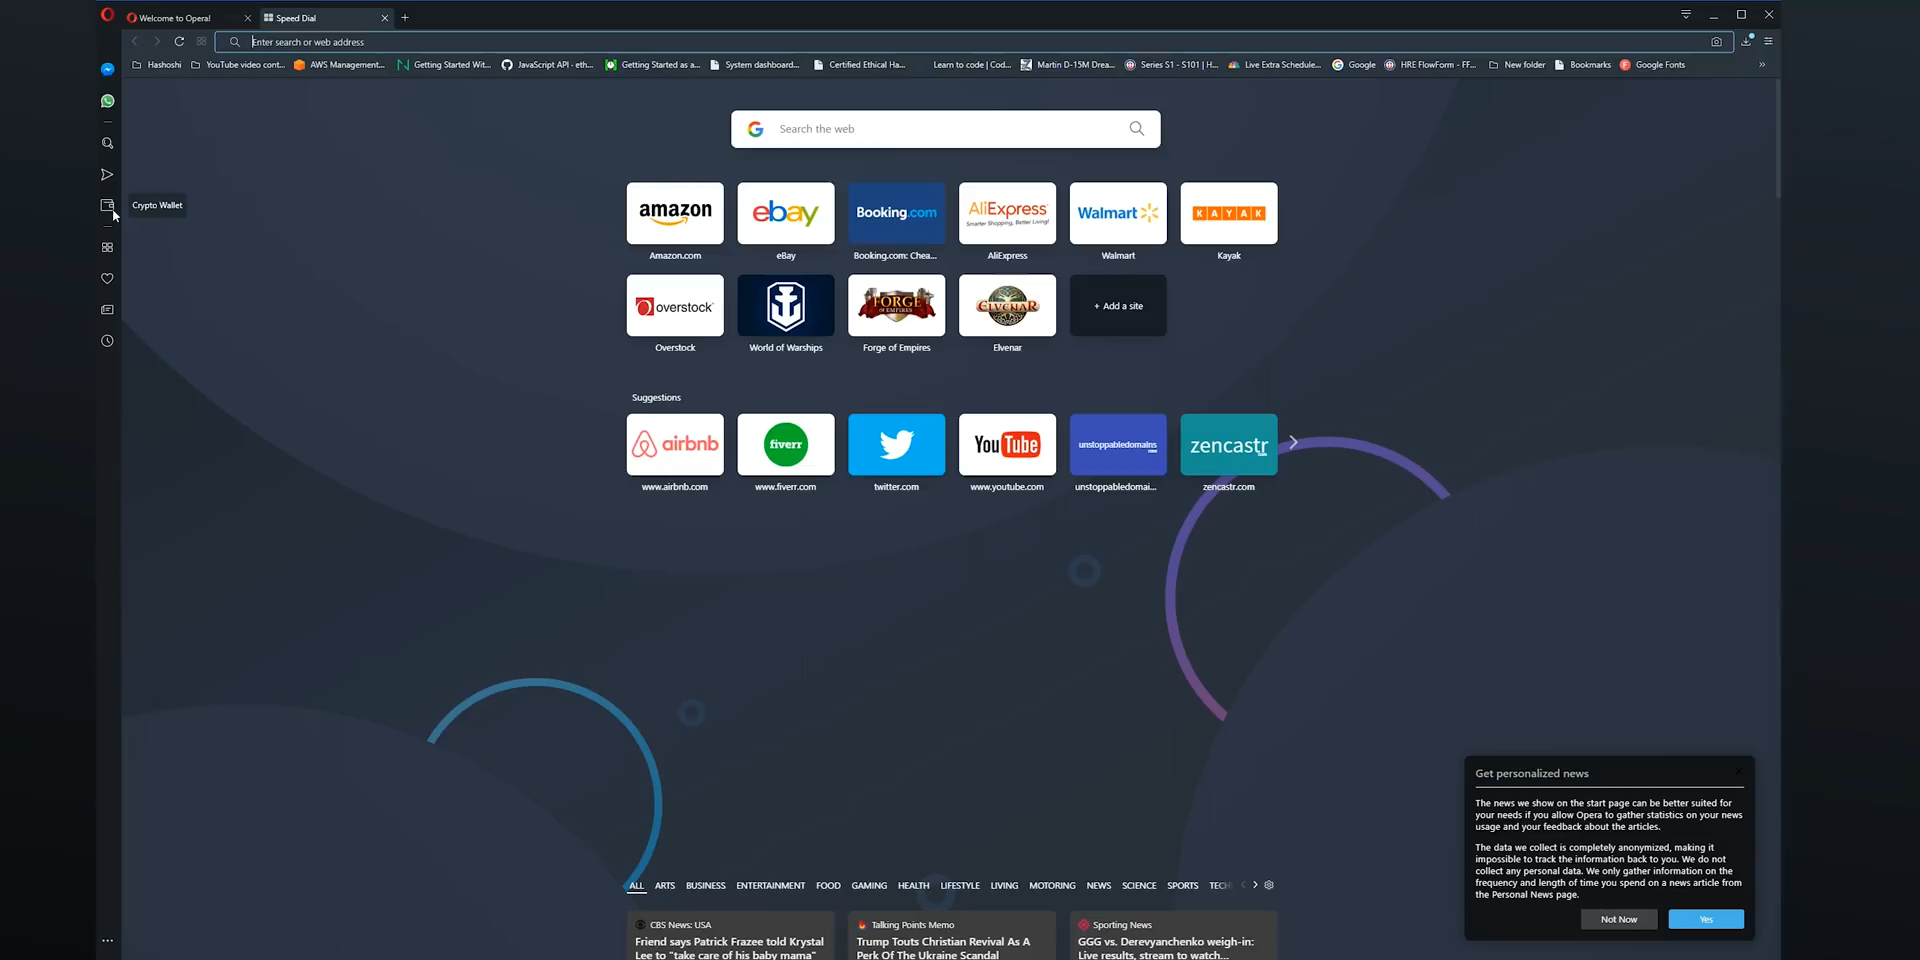 Welcome to Opera!
Speed Dial
Enter search or web address
Hashoshi
YouTube video cont...
AWS Management...
Getting Started Wit...
JavaScript API - eth...
Getting Started as a...
System dashboard...
Certified Ethical Ha...
Learn to code | Cod...
Martin D-15M Drea...
Series S1 - S101 | H...
Live Extra Schedule...
Google
HRE FlowForm - FF...
New folder
Bookmarks
Google Fonts
Search the web
Crypto Wallet
amazon
ebay
Booking.com
AliExpress
Smarter Shopping, Better Living!
Walmart
KAYAK
Amazon.com
eBay
Booking.com: Chea...
AliExpress
Walmart
Kayak
overstock
FORGE
OF EMPIRES
ELVENAR
+ Add a site
Overstock
World of Warships
Forge of Empires
Elvenar
Suggestions
airbnb
fiverr
YouTube
unstoppabledomains
.com
zencastr
.com
www.airbnb.com
www.fiverr.com
twitter.com
www.youtube.com
unstoppabledomai...
zencastr.com
Get personalized news
The news we show on the start page can be better suited for
your needs if you allow Opera to gather statistics on your news
usage and your feedback about the articles.
The data we collect is completely anonymized, making it
impossible to track the information back to you. We do not
collect any personal data. We only gather information on the
frequency and length of time you spend on a news article from
the Personal News page.
Not Now
Yes
ALL ARTS BUSINESS ENTERTAINMENT FOOD GAMING HEALTH LIFESTYLE LIVING MOTORING NEWS SCIENCE SPORTS TECH
CBS News: USA
Friend says Patrick Frazee told Krystal
Lee to "take care of his baby mama"
Talking Points Memo
Trump Touts Christian Revival As A
Perk Of The Ukraine Scandal
Sporting News
GGG vs. Derevyanchenko weigh-in:
Live results, stream to watch...